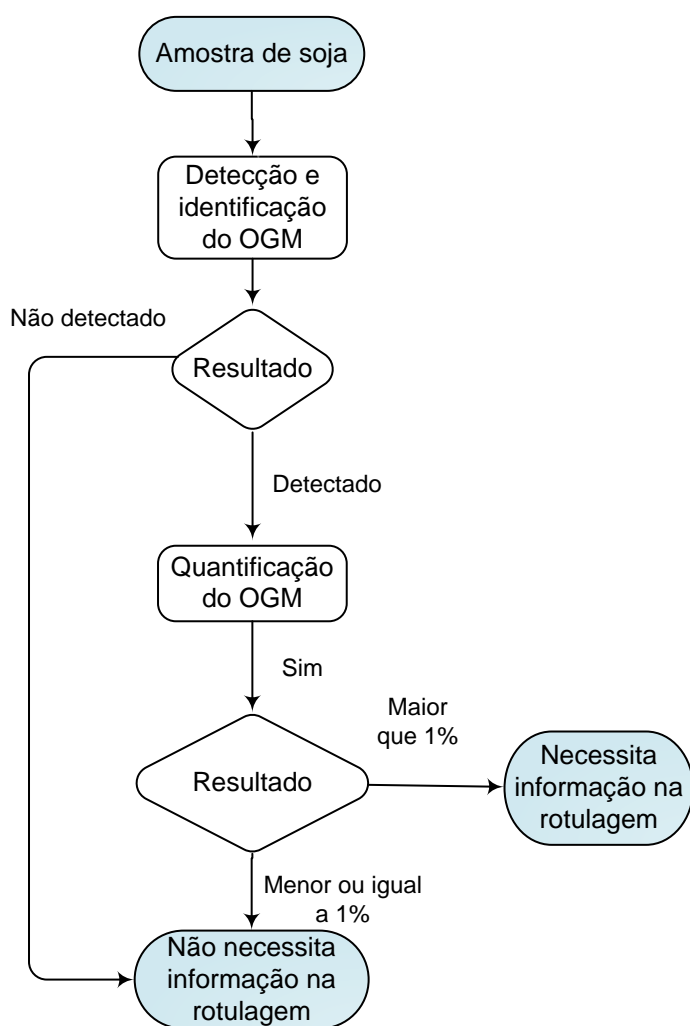 Amostra de soja
Detecção e
identificação
do OGM
Não detectado
Resultado
Detectado
Quantificação
do OGM
Sim
Maior
que 1%
Resultado
Necessita
informação na
rotulagem
Menor ou igual
a 1%
Não necessita
informação na
rotulagem